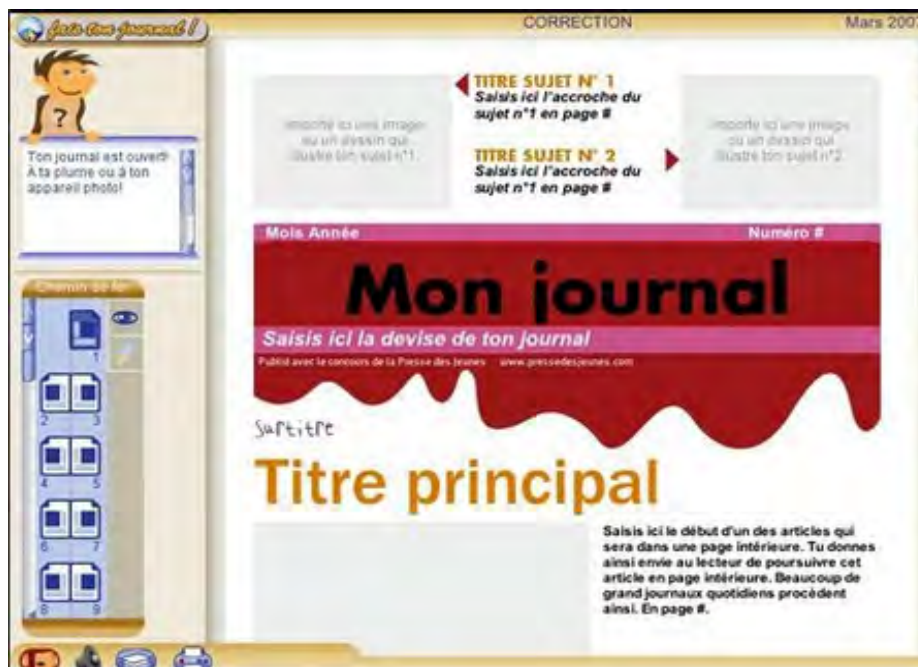 Fais ton journal !
CORRECTION
Mars 200
?
Ton journal est ouvert!
A ta plume ou à ton
appareil photo!
Chemin de fer
1
2 3
4 5
6 7
8 9
Importe ici une image
ou un dessin qui
illustre ton sujet n°1.
TITRE SUJET N° 1
Saisis ici l'accroche du
sujet n°1 en page #
TITRE SUJET N° 2
Saisis ici l'accroche du
sujet n°1 en page #
Importe ici une image
ou un dessin qui
illustre ton sujet n°2.
Mois Année
Numéro #
Mon journal
Saisis ici la devise de ton journal
Publié avec le concours de la Presse des Jeunes www.pressedesjeunes.com
Surtitre
Titre principal
Saisis ici le début d'un des articles qui
sera dans une page intérieure. Tu donnes
ainsi envie au lecteur de poursuivre cet
article en page intérieure. Beaucoup de
grand journaux quotidiens procèdent
ainsi. En page #.